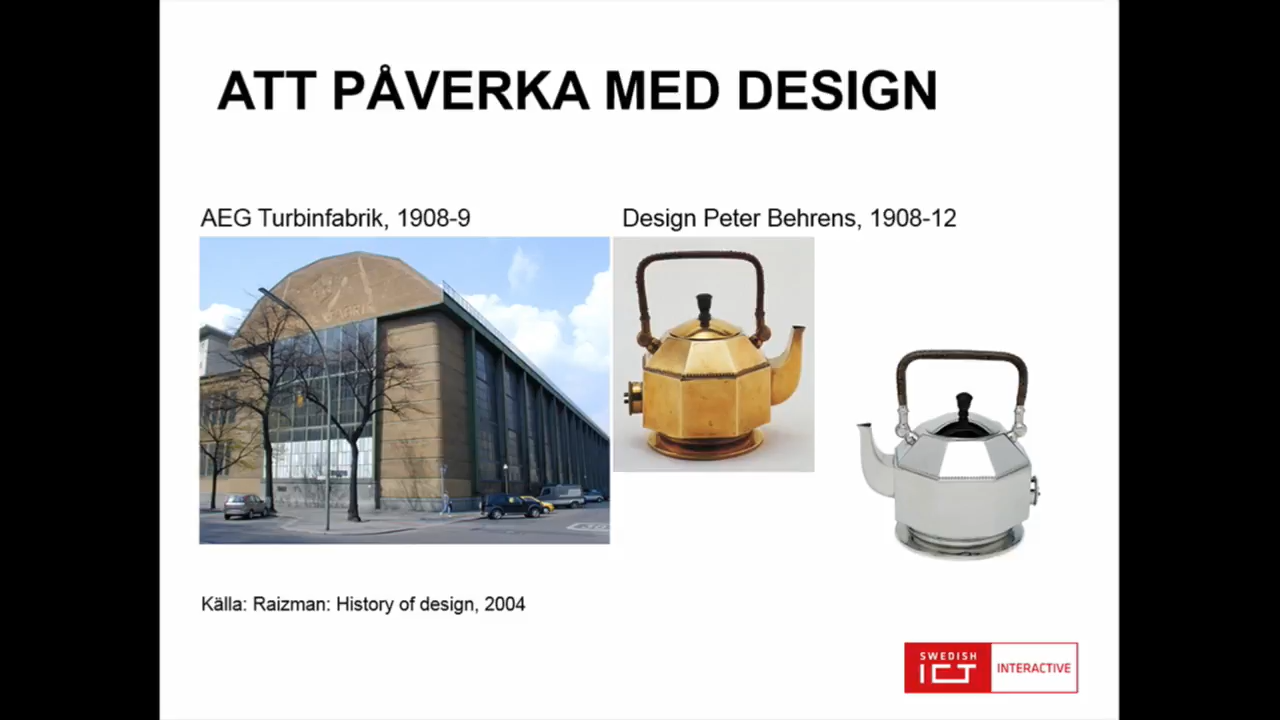 ATT PÅVERKA MED DESIGN
AEG Turbinfabrik, 1908-9
Design Peter Behrens, 1908-12
Källa: Raizman: History of design, 2004
SWEDISH
ICT
INTERACTIVE